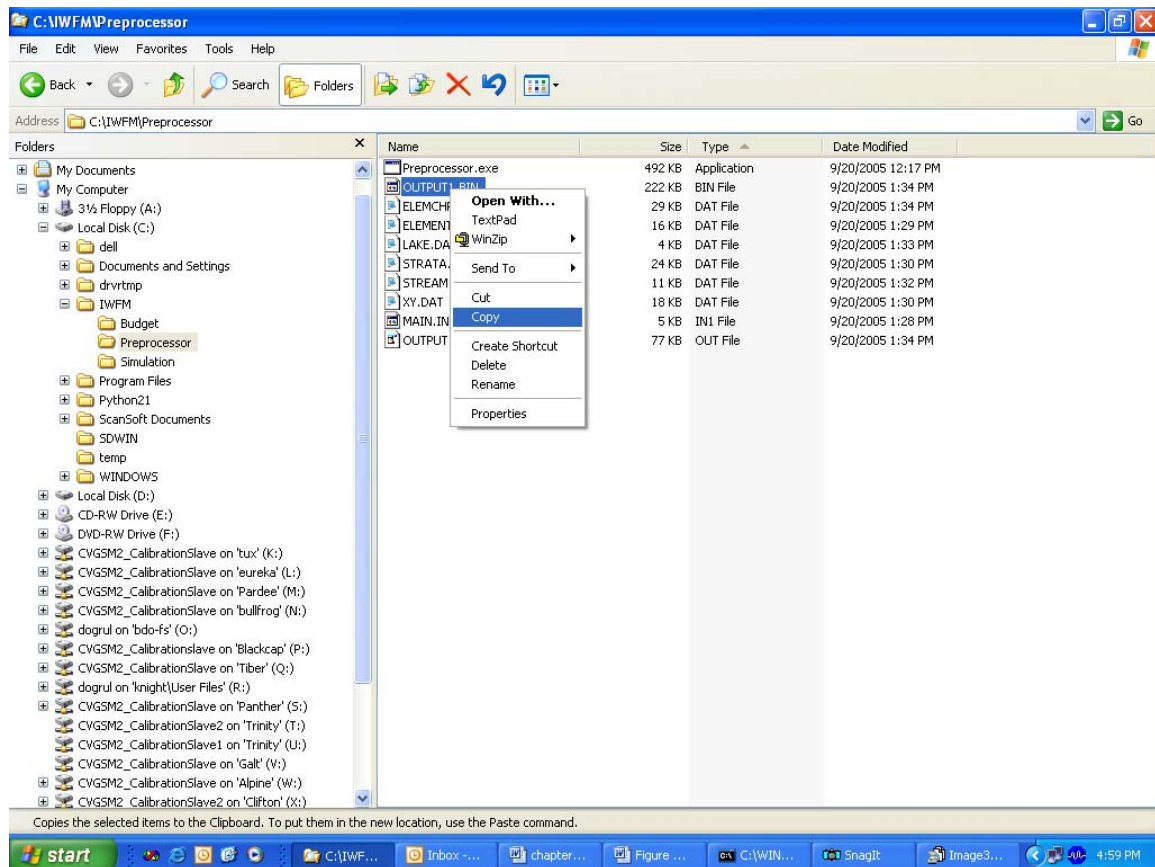 C:\IWFM\Preprocessor
File Edit View Favorites Tools Help
Back Search Folders
Address C:\IWFM\Preprocessor Go
Folders
My Documents
My Computer
3½ Floppy (A:)
Local Disk (C:)
dell
Documents and Settings
drvrtmp
IWFM
Budget
Preprocessor
Simulation
Program Files
Python21
ScanSoft Documents
SDWIN
temp
WINDOWS
Local Disk (D:)
CD-RW Drive (E:)
DVD-RW Drive (F:)
CVGSM2_CalibrationSlave on 'tux' (K:)
CVGSM2_CalibrationSlave on 'eureka' (L:)
CVGSM2_CalibrationSlave on 'Pardee' (M:)
CVGSM2_CalibrationSlave on 'bullfrog' (N:)
dogrul on 'bdo-fs' (O:)
CVGSM2_Calibrationslave on 'Blackcap' (P:)
CVGSM2_CalibrationSlave on 'Tiber' (Q:)
dogrul on 'knight\User Files' (R:)
CVGSM2_CalibrationSlave on 'Panther' (S:)
CVGSM2_CalibrationSlave2 on 'Trinity' (T:)
CVGSM2_CalibrationSlave1 on 'Trinity' (U:)
CVGSM2_CalibrationSlave on 'Galt' (V:)
CVGSM2_CalibrationSlave on 'Alpine' (W:)
CVGSM2_CalibrationSlave2 on 'Clifton' (X:)
Name Size Type Date Modified
Preprocessor.exe 492 KB Application 9/20/2005 12:17 PM
OUTPUT1.BIN 222 KB BIN File 9/20/2005 1:34 PM
ELEMCHR 29 KB DAT File 9/20/2005 1:34 PM
ELEMENT 16 KB DAT File 9/20/2005 1:29 PM
LAKE.DA 4 KB DAT File 9/20/2005 1:33 PM
STRATA. 24 KB DAT File 9/20/2005 1:30 PM
STREAM 11 KB DAT File 9/20/2005 1:32 PM
XY.DAT 18 KB DAT File 9/20/2005 1:30 PM
MAIN.IN 5 KB IN1 File 9/20/2005 1:28 PM
OUTPUT 77 KB OUT File 9/20/2005 1:34 PM
Open With...
TextPad
WinZip
Send To
Cut
Copy
Create Shortcut
Delete
Rename
Properties
Copies the selected items to the Clipboard. To put them in the new location, use the Paste command.
start C:\IWF... Inbox -... chapter... Figure ... C:\WIN... SnagIt Image3... 4:59 PM